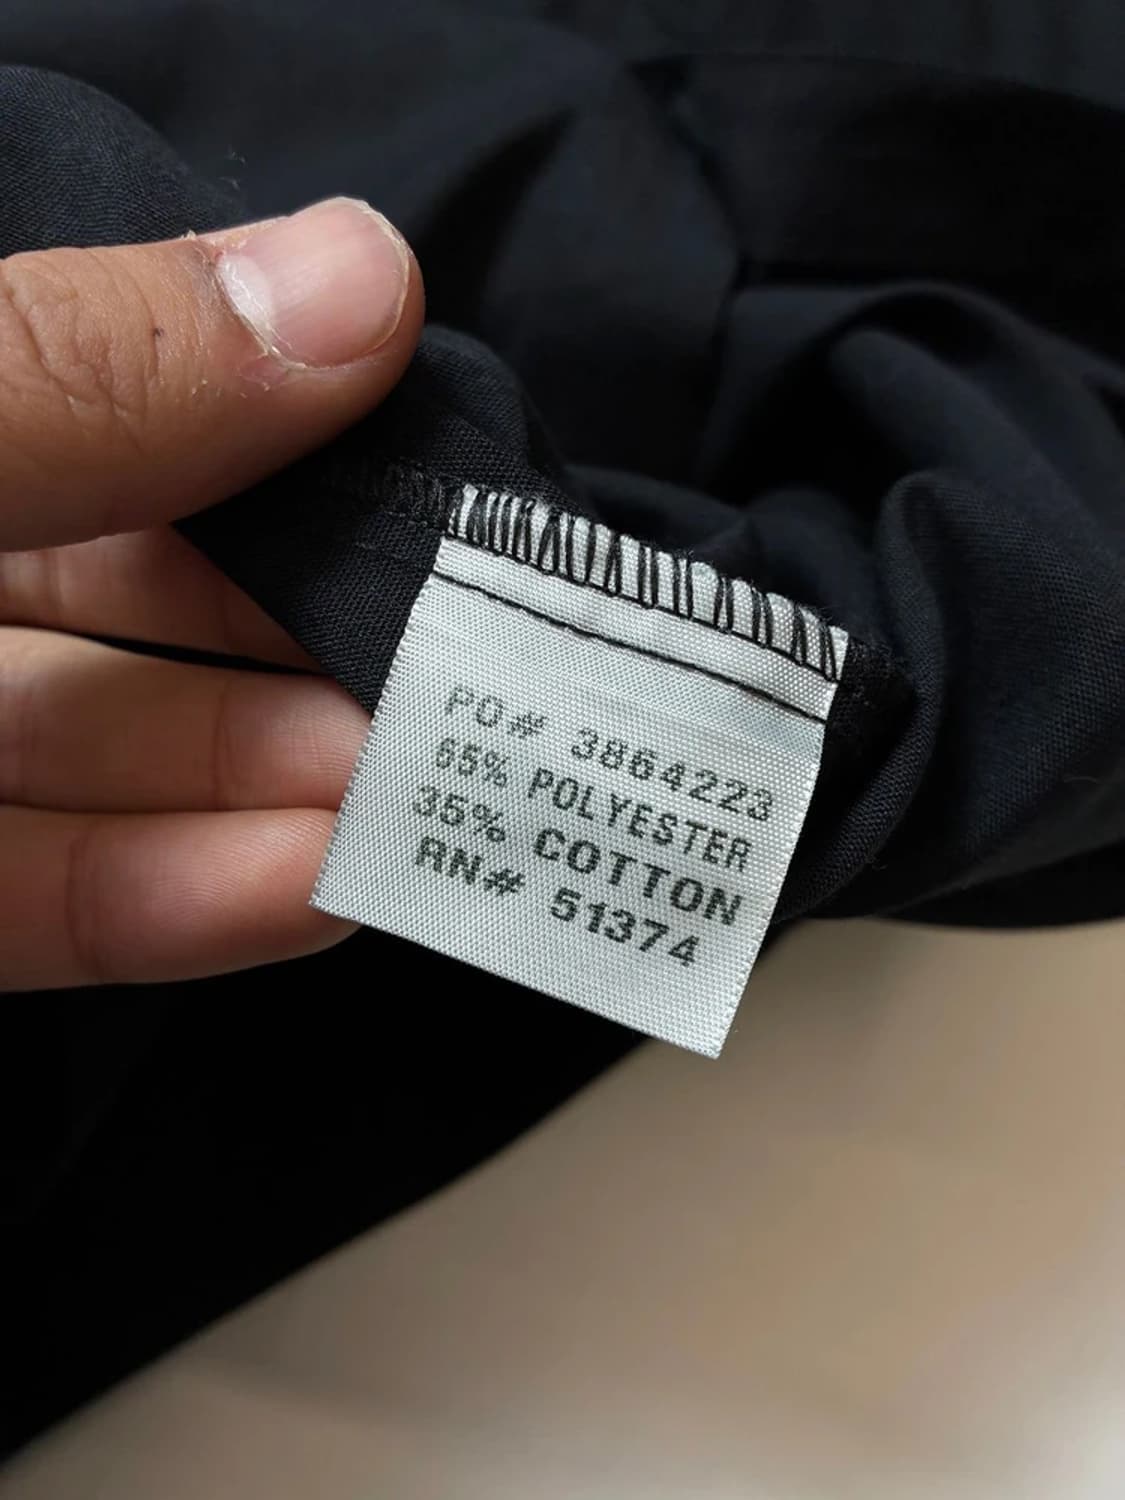 PO# 3864223
65% POLYESTER
35% COTTON
RN# 51374